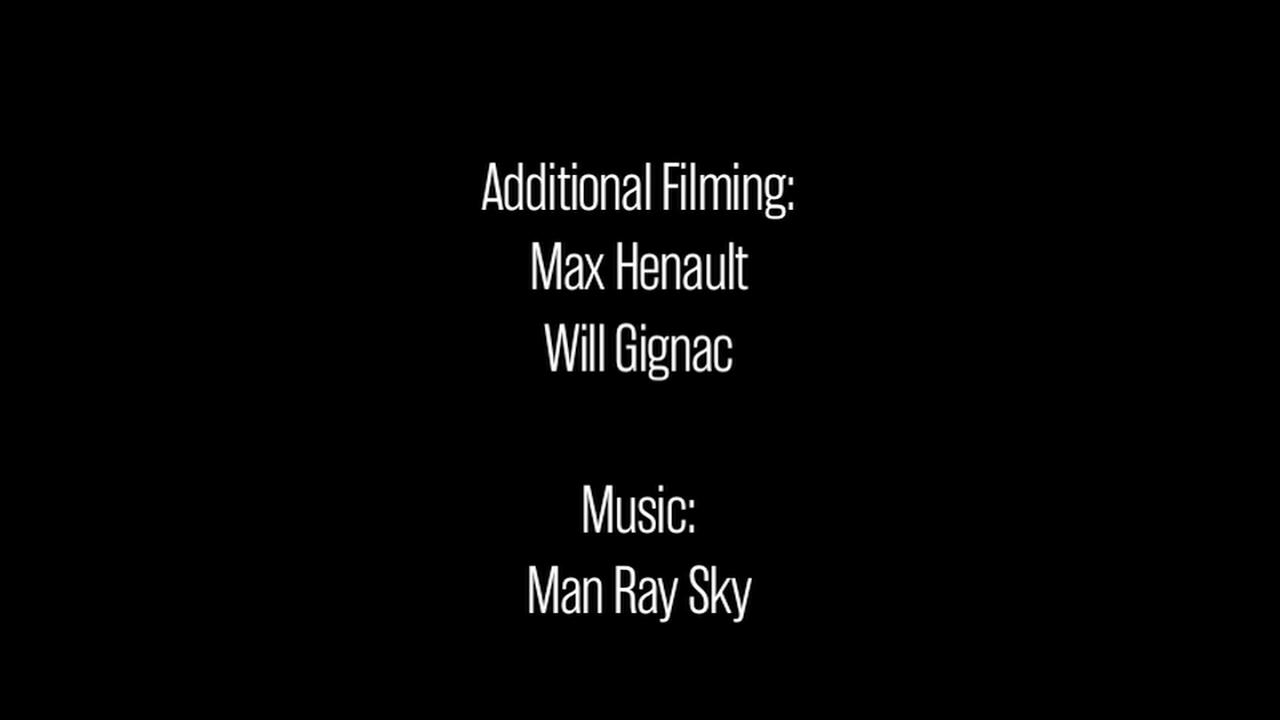 Additional Filming:
Max Henault
Will Gignac
Music:
Man Ray Sky